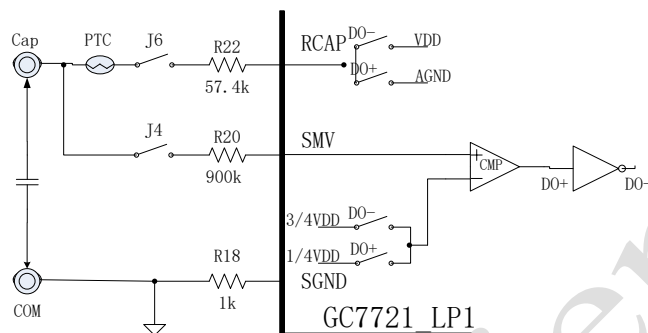 Cap
PTC
J6
R22
57.4k
RCAP
DO-
VDD
DO+
AGND
J4
R20
900k
SMV
+
CMP
-
DO+
DO-
3/4VDD
DO-
1/4VDD
DO+
SGND
R18
1k
COM
GC7721_LP1